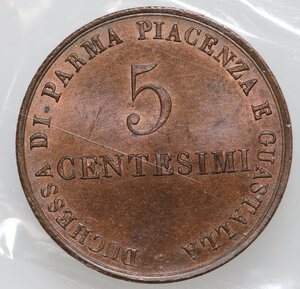 DUCHESSA DI · PARMA PIACENZA E GUASTALLA
5
CENTESIMI